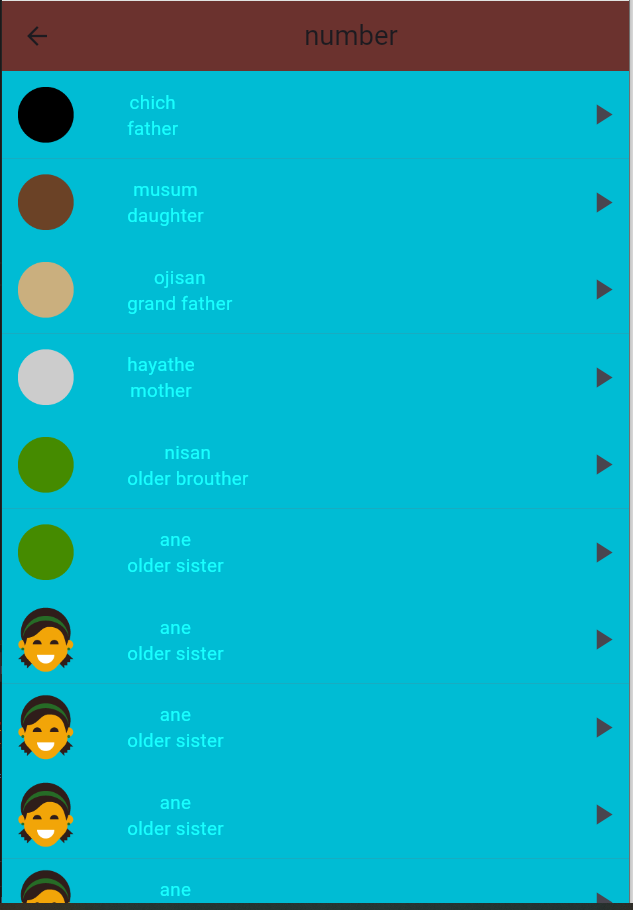 number
chich
father
musum
daughter
ojisan
grand father
hayathe
mother
nisan
older brouther
ane
older sister
ane
older sister
ane
older sister
ane
older sister
ane